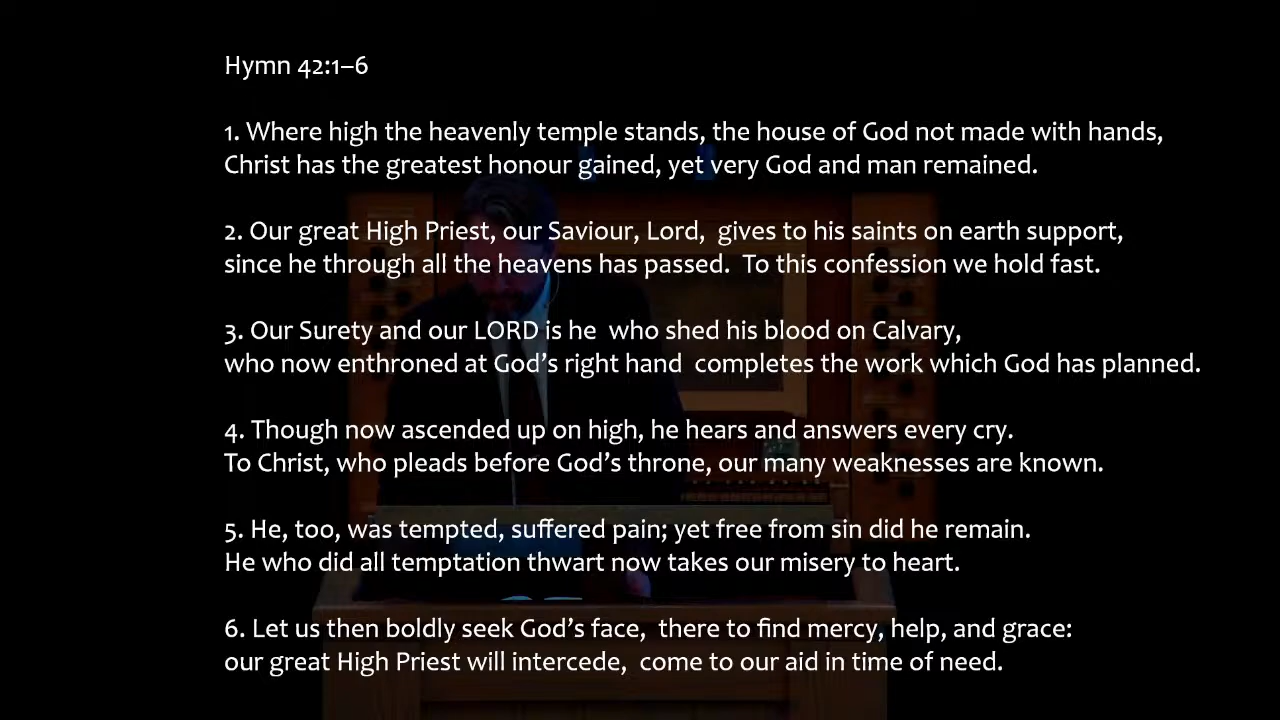 Hymn 42:1–6
1. Where high the heavenly temple stands, the house of God not made with hands,
Christ has the greatest honour gained, yet very God and man remained.
2. Our great High Priest, our Saviour, Lord,  gives to his saints on earth support,
since he through all the heavens has passed.  To this confession we hold fast.
3. Our Surety and our LORD is he  who shed his blood on Calvary,
who now enthroned at God’s right hand  completes the work which God has planned.
4. Though now ascended up on high, he hears and answers every cry.
To Christ, who pleads before God’s throne, our many weaknesses are known.
5. He, too, was tempted, suffered pain; yet free from sin did he remain.
He who did all temptation thwart now takes our misery to heart.
6. Let us then boldly seek God’s face,  there to find mercy, help, and grace:
our great High Priest will intercede,  come to our aid in time of need.